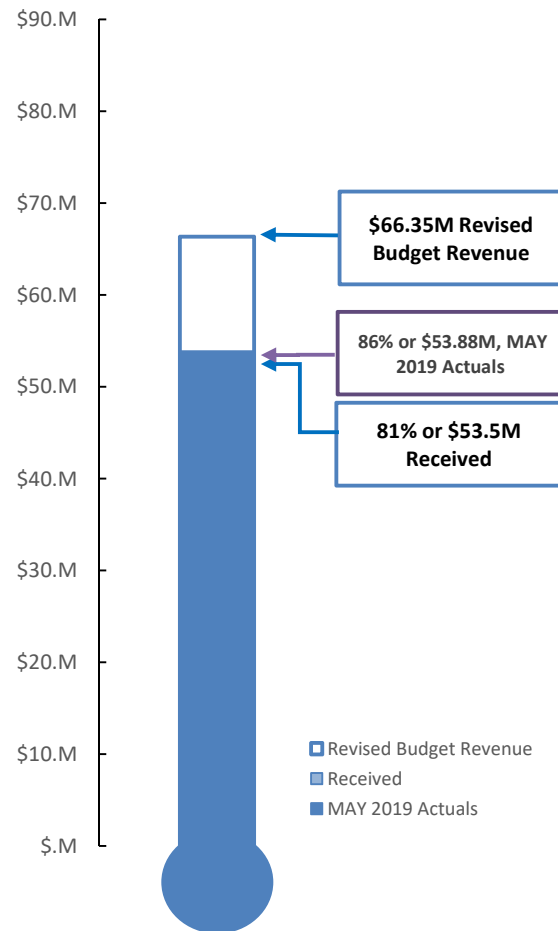 $90.M
$80.M
$70.M
$60.M
$50.M
$40.M
$30.M
$20.M
$10.M
$.M
$66.35M Revised
Budget Revenue
86% or $53.88M, MAY
2019 Actuals
81% or $53.5M
Received
Revised Budget Revenue
Received
MAY 2019 Actuals